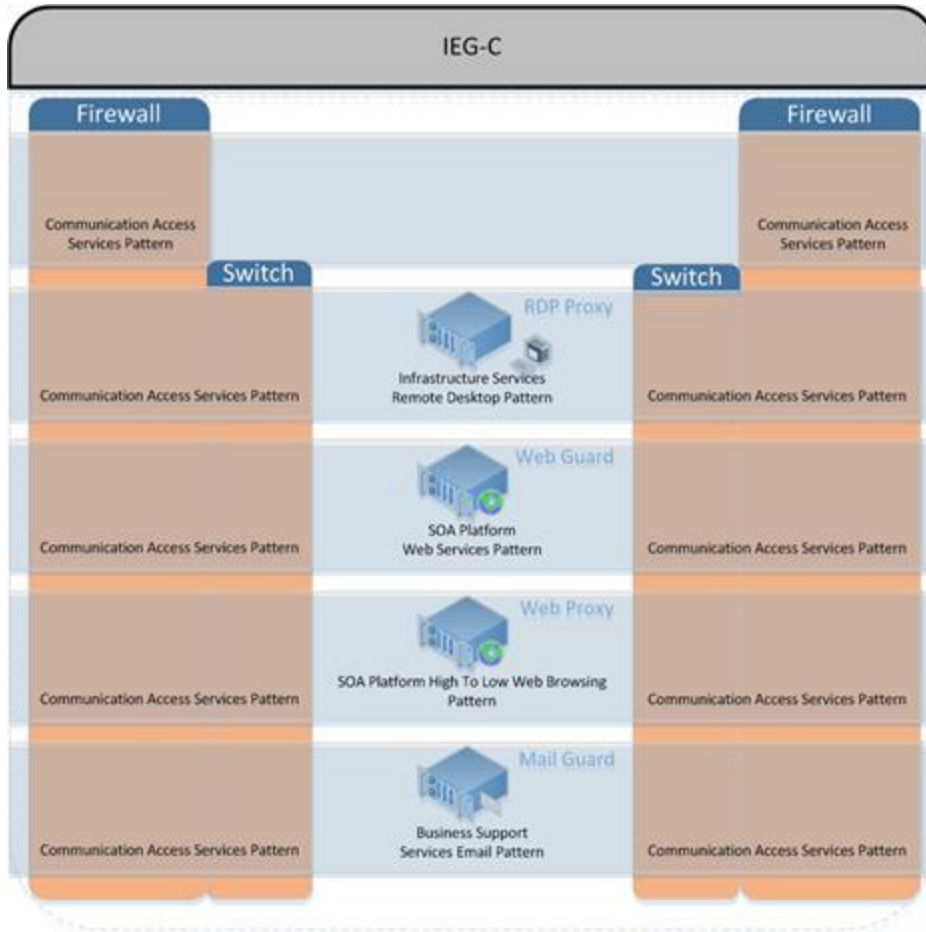 IEG-C
Firewall
Firewall
Communication Access
Services Pattern
Communication Access
Services Pattern
Switch
Switch
RDP Proxy
Infrastructure Services
Remote Desktop Pattern
Communication Access Services Pattern
Communication Access Services Pattern
Web Guard
SOA Platform
Web Services Pattern
Communication Access Services Pattern
Communication Access Services Pattern
Web Proxy
SOA Platform High To Low Web Browsing
Pattern
Communication Access Services Pattern
Communication Access Services Pattern
Mail Guard
Business Support
Services Email Pattern
Communication Access Services Pattern
Communication Access Services Pattern